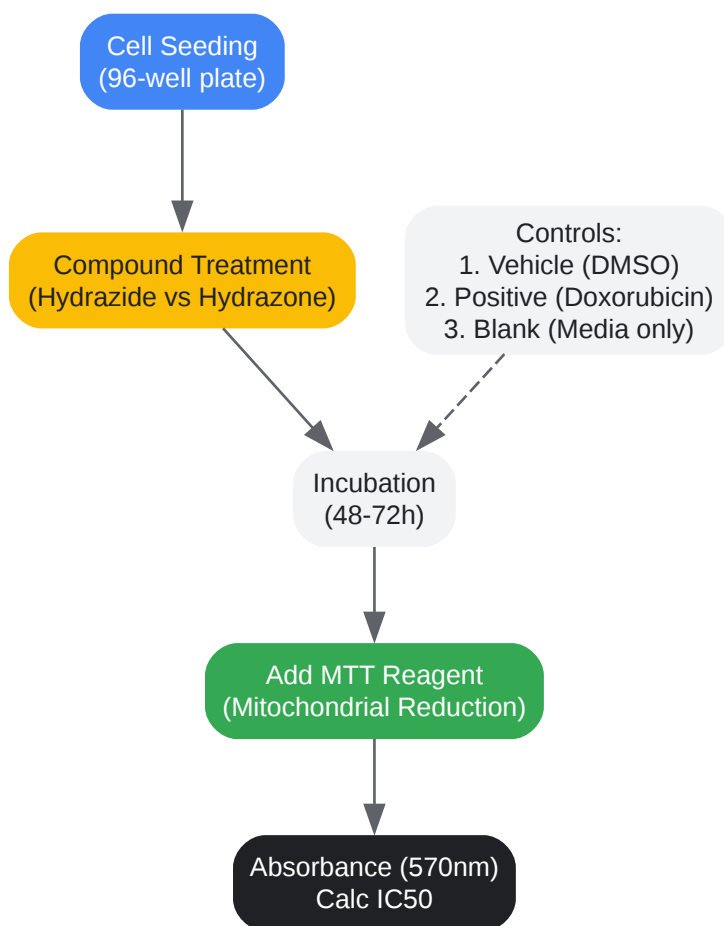 Cell Seeding
(96-well plate)
Compound Treatment
(Hydrazide vs Hydrazone)
Controls:
1. Vehicle (DMSO)
2. Positive (Doxorubicin)
3. Blank (Media only)
Incubation
(48-72h)
Add MTT Reagent
(Mitochondrial Reduction)
Absorbance (570nm)
Calc IC50